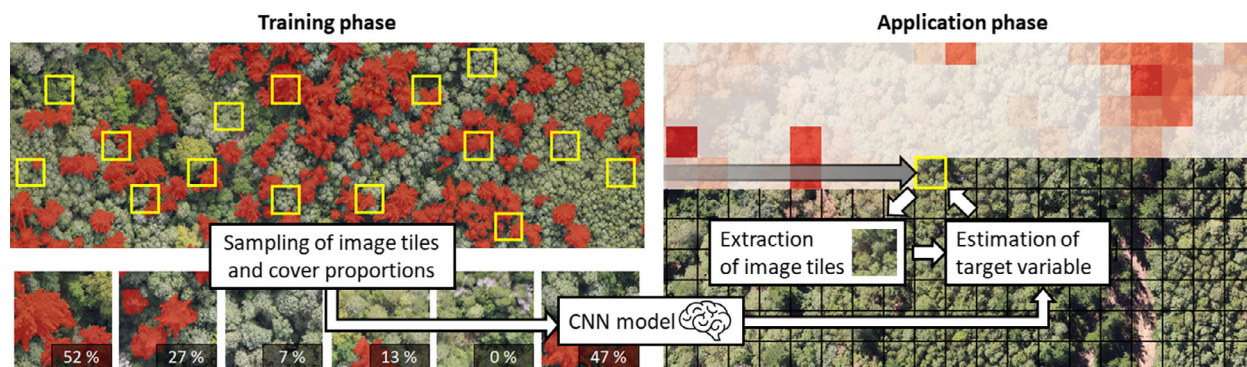 Training phase
Application phase
Sampling of image tiles
and cover proportions
Extraction
of image tiles
Estimation of
target variable
CNN model
52 %
27 %
7 %
13 %
0 %
47 %